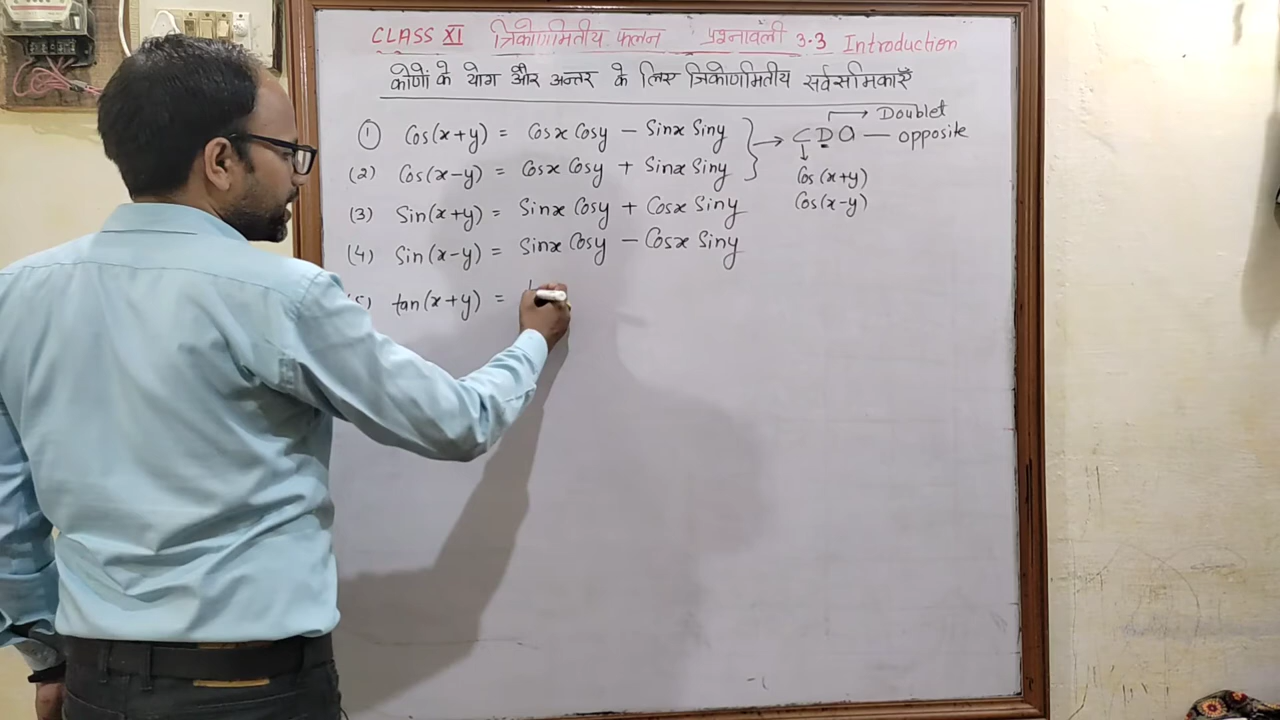 CLASS XI त्रिकोणमितीय फलन प्रश्नावली 3.3 Introduction
कोणों के योग और अन्तर के लिए त्रिकोणमितीय सर्वसमिकाएँ
(1) Cos(x+y) = Cosx Cosy - Sinx Siny → CDO — opposite
→ Doublet
(2) Cos(x-y) = Cosx Cosy + Sinx Siny
↓
Cos(x+y)
Cos(x-y)
(3) Sin(x+y) = Sinx Cosy + Cosx Siny
(4) Sin(x-y) = Sinx Cosy - Cosx Siny
(5) tan(x+y) =